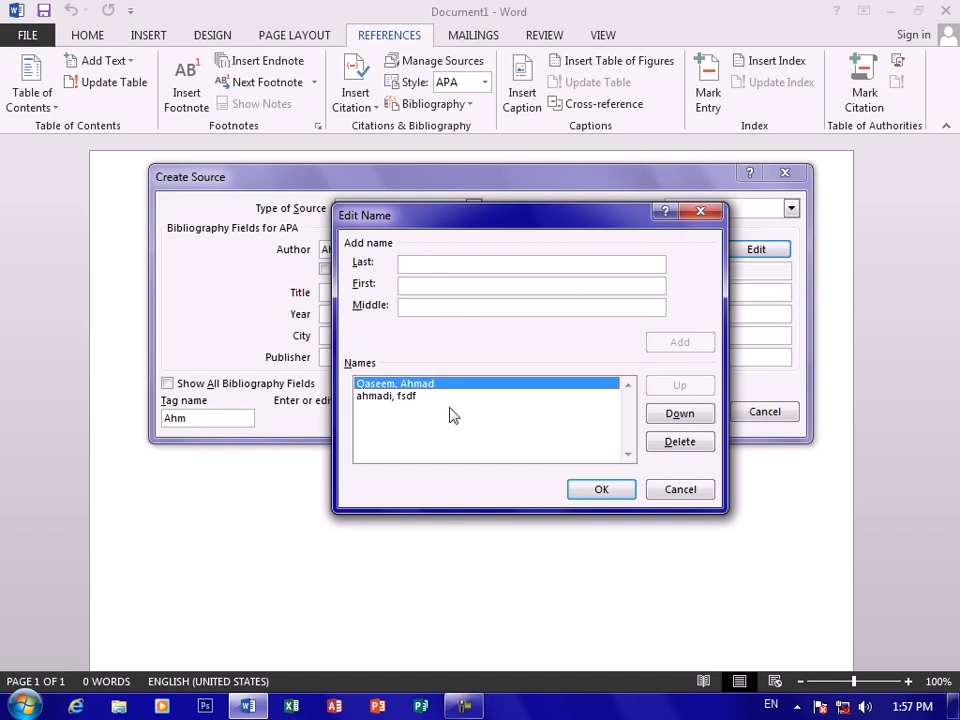 Document1 - Word
Sign in
FILE HOME INSERT DESIGN PAGE LAYOUT REFERENCES MAILINGS REVIEW VIEW
Table of Contents
Add Text
Update Table
Table of Contents
AB1
Insert Footnote
Insert Endnote
AB1 Next Footnote
Show Notes
Footnotes
Insert Citation
Manage Sources
Style: APA
Bibliography
Citations & Bibliography
Insert Caption
Insert Table of Figures
Update Table
Cross-reference
Captions
Mark Entry
Insert Index
Update Index
Index
Mark Citation
Table of Authorities
Create Source
Type of Source
Bibliography Fields for APA
Author
Edit
Title
Year
City
Publisher
Show All Bibliography Fields
Tag name
Ahm
Cancel
Edit Name
Add name
Last:
First:
Middle:
Add
Names
Qaseem, Ahmad
ahmadi, fsdf
Up
Down
Delete
OK Cancel
PAGE 1 OF 1 0 WORDS ENGLISH (UNITED STATES)
100%
EN 1:57 PM